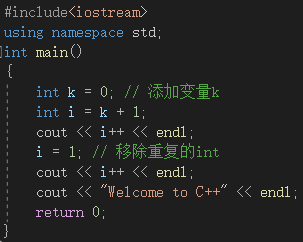 #include<iostream>
using namespace std;
int main()
{
int k = 0; // 添加变量k
int i = k + 1;
cout << i++ << endl;
i = 1; // 移除重复的int
cout << i++ << endl;
cout << "Welcome to C++" << endl;
return 0;
}